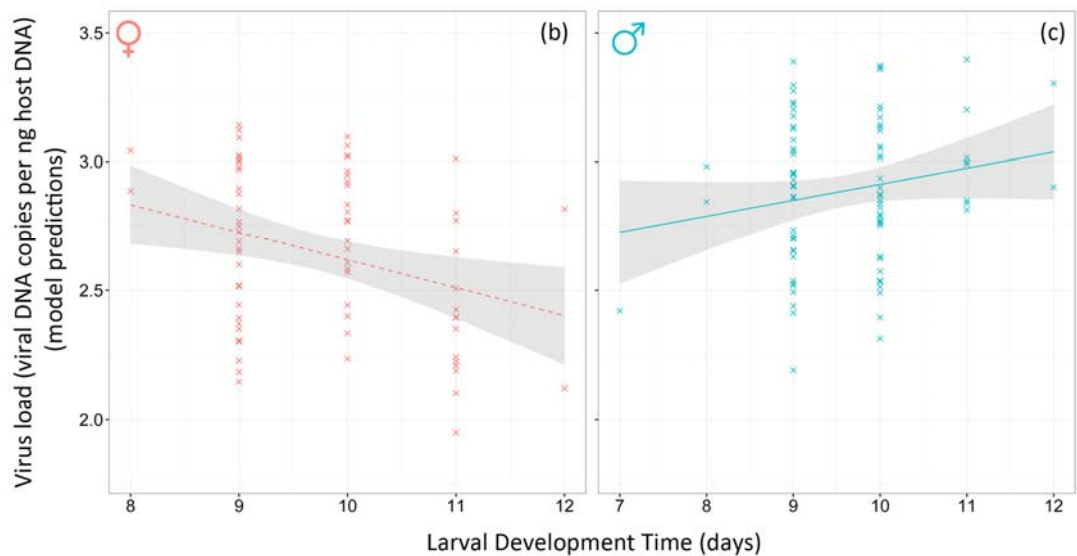 Virus load (viral DNA copies per ng host DNA)
(model predictions)
(b)
3.5
3.0
2.5
2.0
8 9 10 11 12
(c)
7 8 9 10 11 12
Larval Development Time (days)